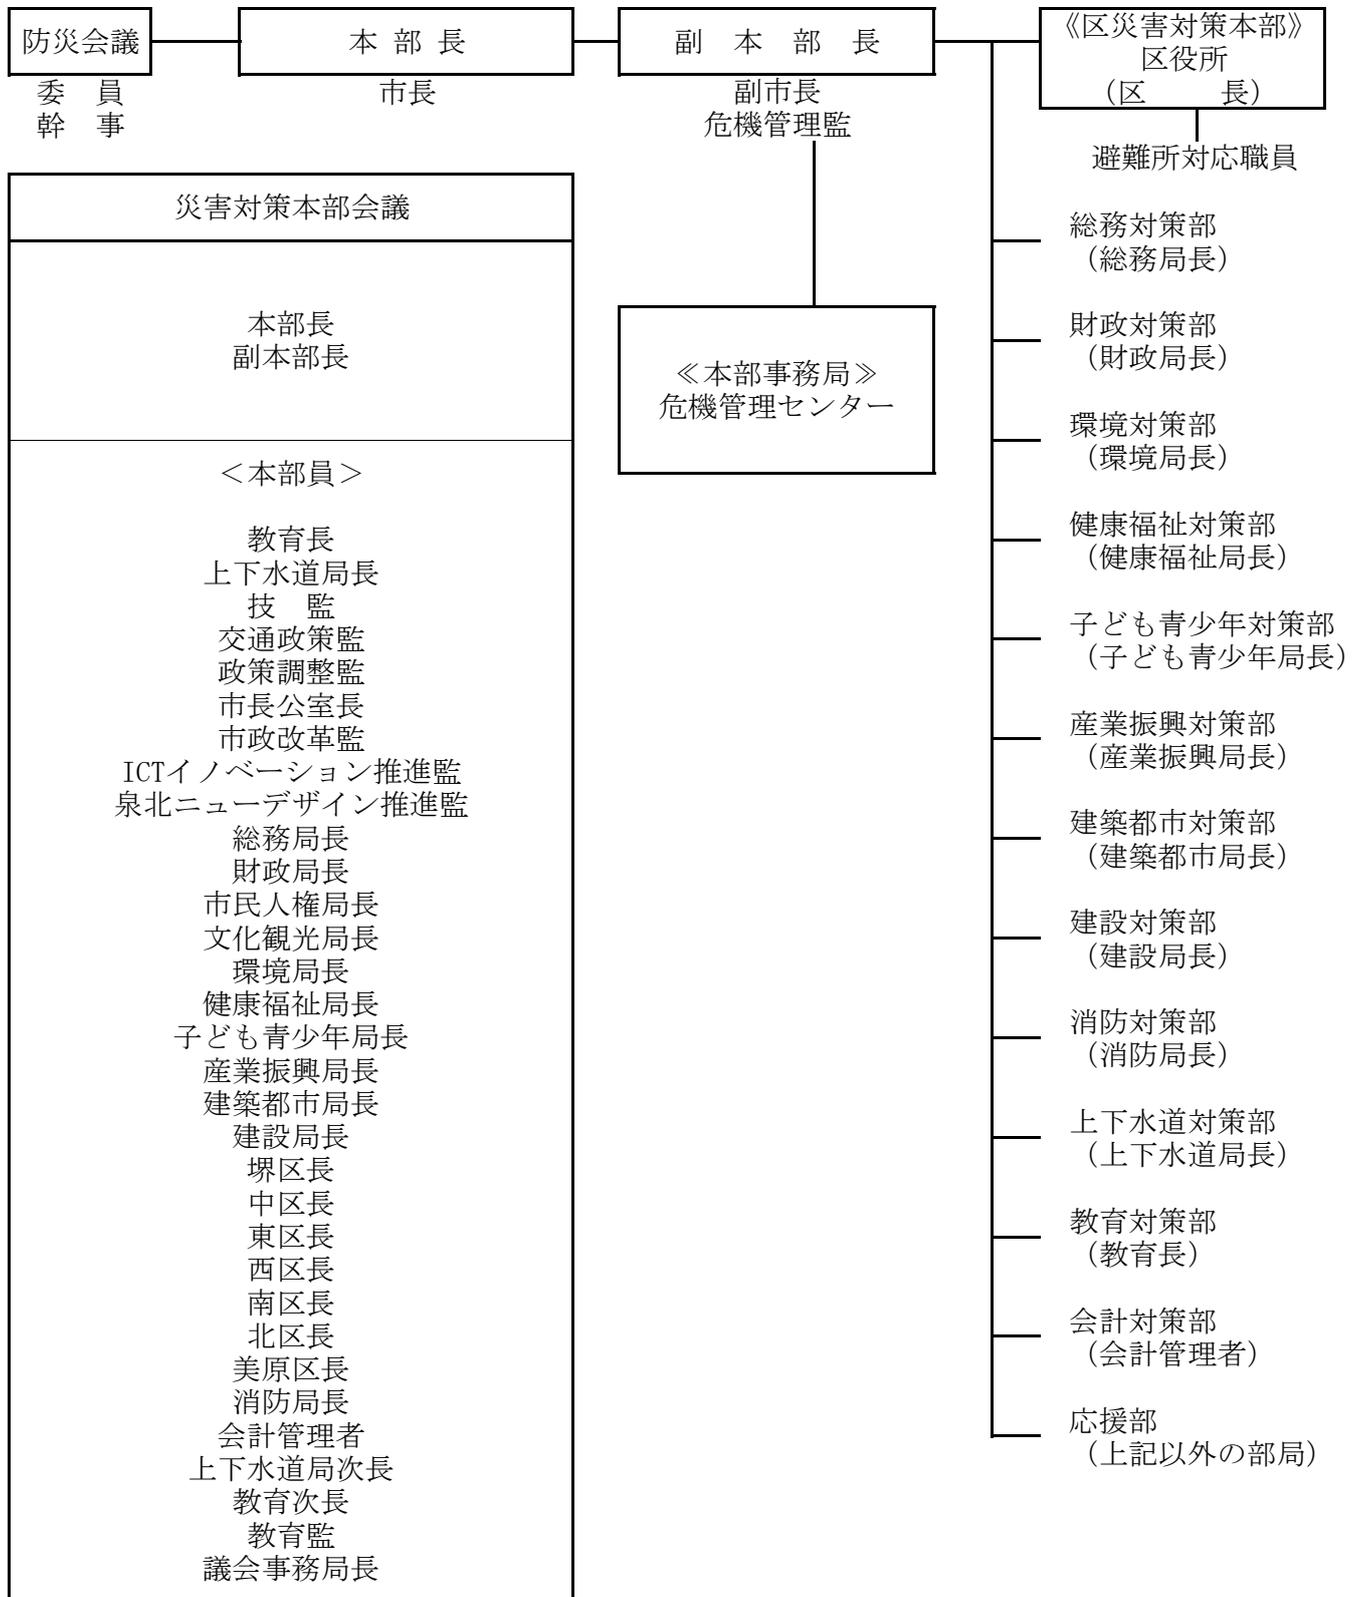 防災会議
委　員
幹　事
本 部 長
市長
副　本　部　長
副市長
危機管理監
《区災害対策本部》
区役所
（区　　長）
避難所対応職員
災害対策本部会議
本部長
副本部長
＜本部員＞
教育長
上下水道局長
技　監
交通政策監
政策調整監
市長公室長
市政改革監
ICTイノベーション推進監
泉北ニューデザイン推進監
総務局長
財政局長
市民人権局長
文化観光局長
環境局長
健康福祉局長
子ども青少年局長
産業振興局長
建築都市局長
建設局長
堺区長
中区長
東区長
西区長
南区長
北区長
美原区長
消防局長
会計管理者
上下水道局次長
教育次長
教育監
議会事務局長
≪本部事務局≫
危機管理センター
総務対策部
（総務局長）
財政対策部
（財政局長）
環境対策部
（環境局長）
健康福祉対策部
（健康福祉局長）
子ども青少年対策部
（子ども青少年局長）
産業振興対策部
（産業振興局長）
建築都市対策部
（建築都市局長）
建設対策部
（建設局長）
消防対策部
（消防局長）
上下水道対策部
（上下水道局長）
教育対策部
（教育長）
会計対策部
（会計管理者）
応援部
（上記以外の部局）